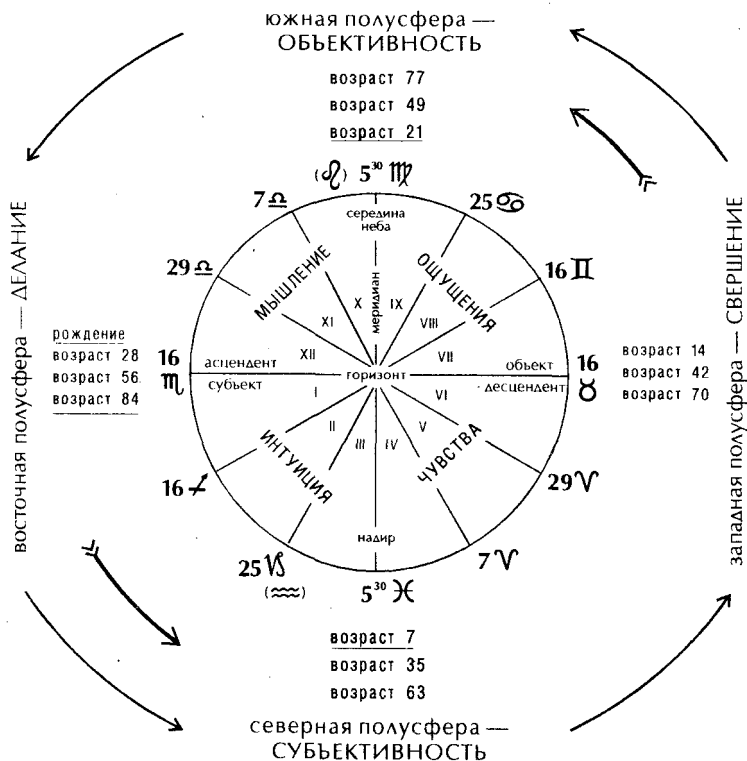 южная полусфера —
ОБЪЕКТИВНОСТЬ
возраст 77
возраст 49
возраст 21
(♌) 5³⁰ ♍
7 ♎
25 ♋
29 ♎
16 ♊
середина
неба
меридиан
МЫШЛЕНИЕ
ОЩУЩЕНИЯ
X
IX
XI
VIII
XII
VII
восточная полусфера — ДЕЛАНИЕ
рождение
возраст 28
возраст 56
возраст 84
16
♏
асцендент
субъект
горизонт
объект
десцендент
16
♉
возраст 14
возраст 42
возраст 70
западная полусфера — СВЕРШЕНИЕ
I
VI
II
V
III
IV
ИНТУИЦИЯ
ЧУВСТВА
16 ♐
29 ♈
надир
25 ♑
(♒)
5³⁰ ♓
7 ♈
возраст 7
возраст 35
возраст 63
северная полусфера —
СУБЪЕКТИВНОСТЬ